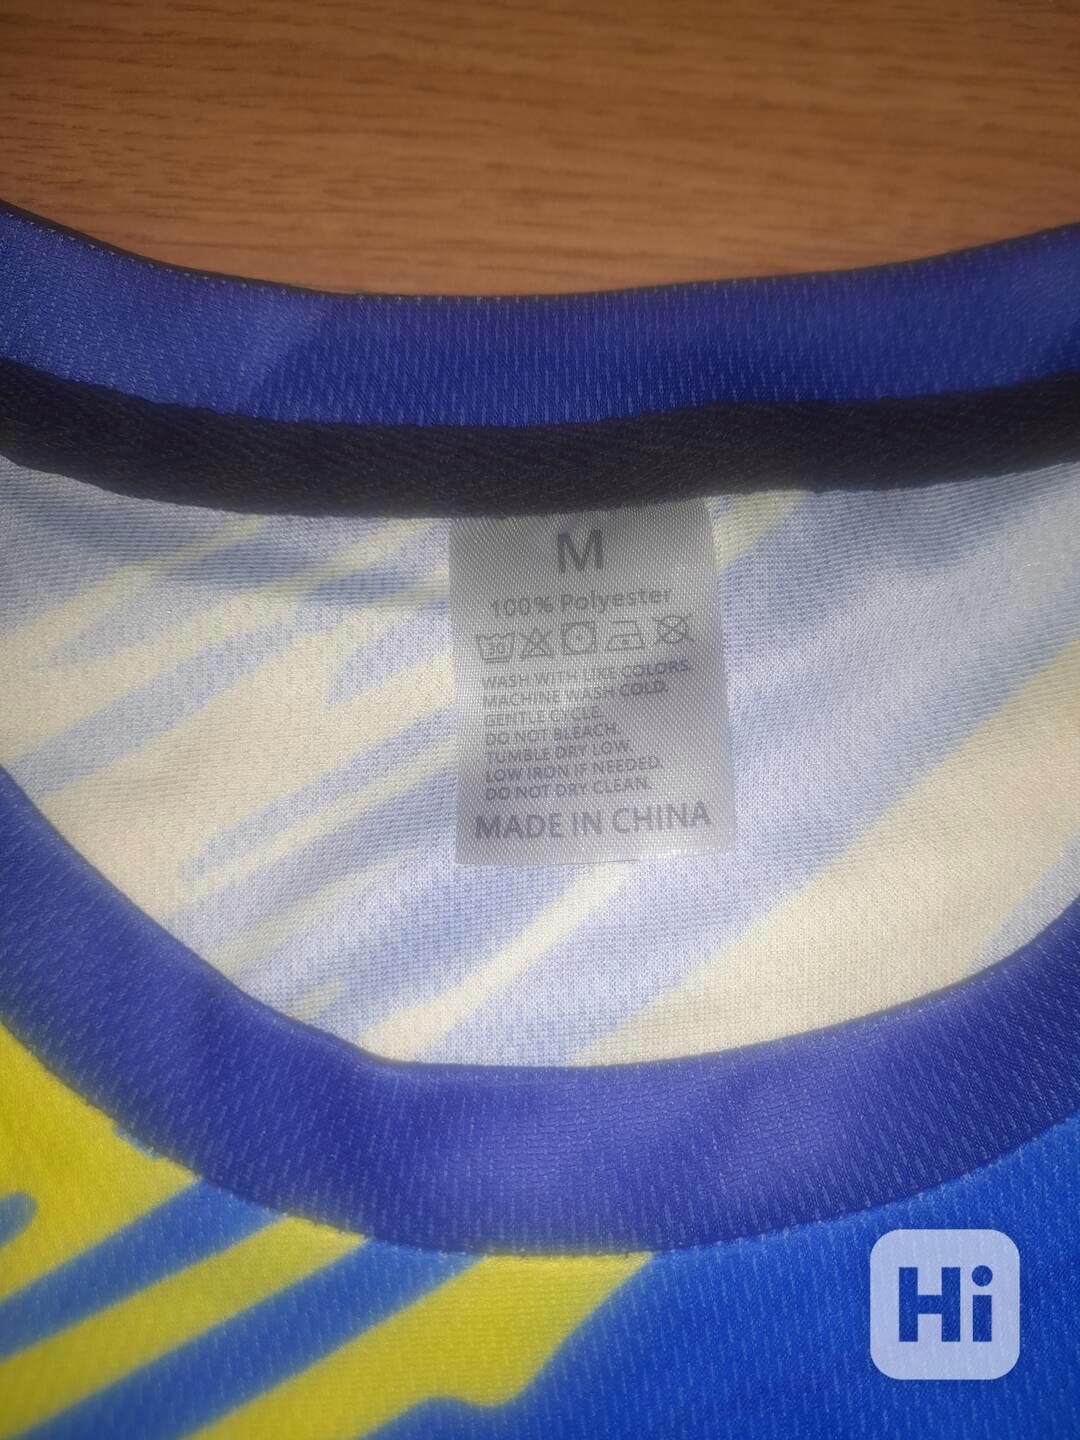 M
100% Polyester
30
WASH WITH LIKE COLORS.
MACHINE WASH COLD.
GENTLE CYCLE.
DO NOT BLEACH.
TUMBLE DRY LOW.
LOW IRON IF NEEDED.
DO NOT DRY CLEAN.
MADE IN CHINA
Hi